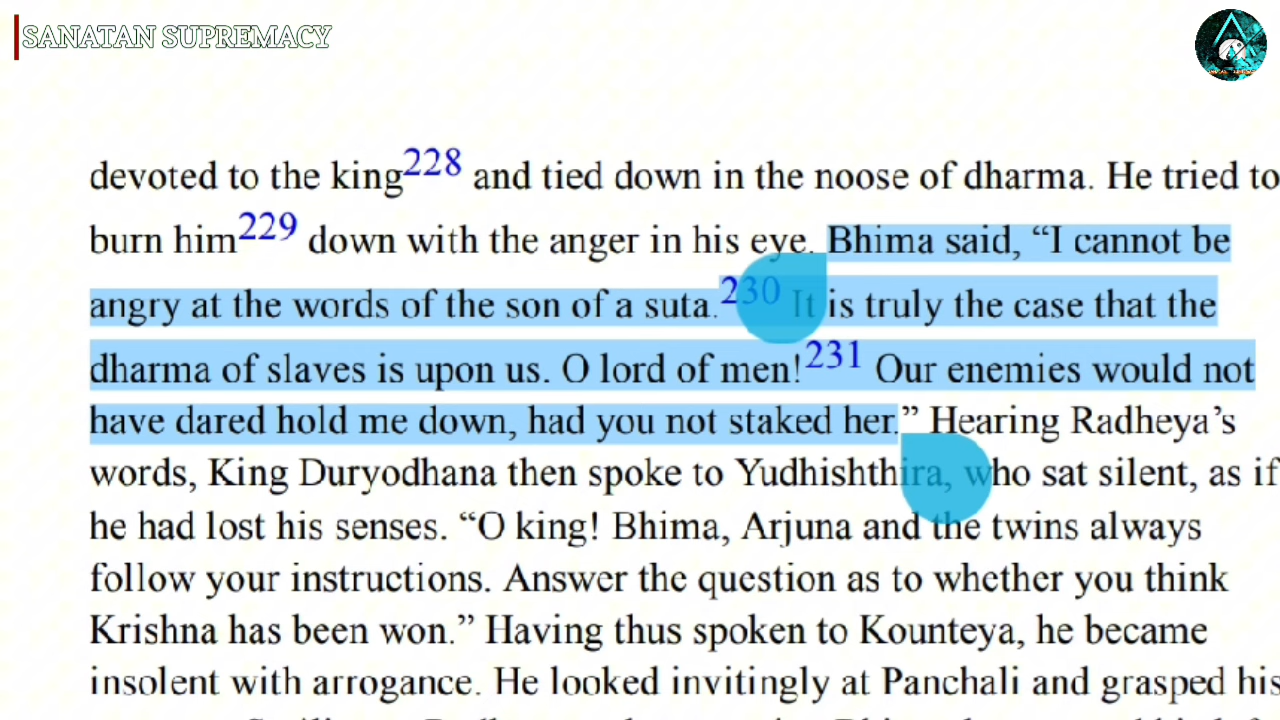 SANATAN SUPREMACY
devoted to the king228 and tied down in the noose of dharma. He tried to
burn him229 down with the anger in his eye. Bhima said, “I cannot be
angry at the words of the son of a suta.230 It is truly the case that the
dharma of slaves is upon us. O lord of men!231 Our enemies would not
have dared hold me down, had you not staked her.” Hearing Radheya’s
words, King Duryodhana then spoke to Yudhishthira, who sat silent, as if
he had lost his senses. “O king! Bhima, Arjuna and the twins always
follow your instructions. Answer the question as to whether you think
Krishna has been won.” Having thus spoken to Kounteya, he became
insolent with arrogance. He looked invitingly at Panchali and grasped his